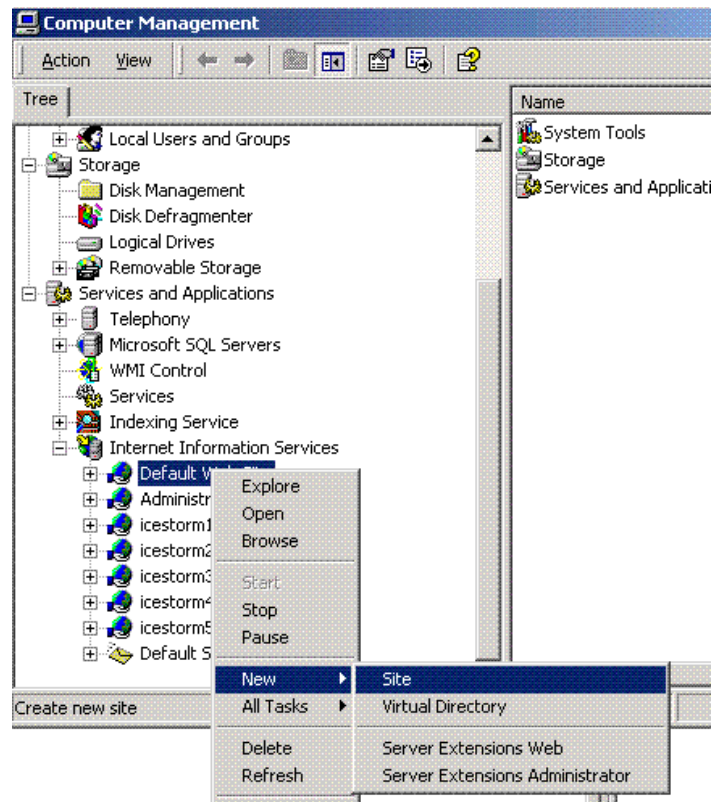 Computer Management
Action View
Tree
Name
Local Users and Groups
Storage
Disk Management
Disk Defragmenter
Logical Drives
Removable Storage
Services and Applications
Telephony
Microsoft SQL Servers
WMI Control
Services
Indexing Service
Internet Information Services
Default W
Administr
icestorm1
icestorm2
icestorm3
icestorm4
icestorm5
Default S
System Tools
Storage
Services and Applicati
Explore
Open
Browse
Start
Stop
Pause
New
All Tasks
Delete
Refresh
Site
Virtual Directory
Server Extensions Web
Server Extensions Administrator
Create new site